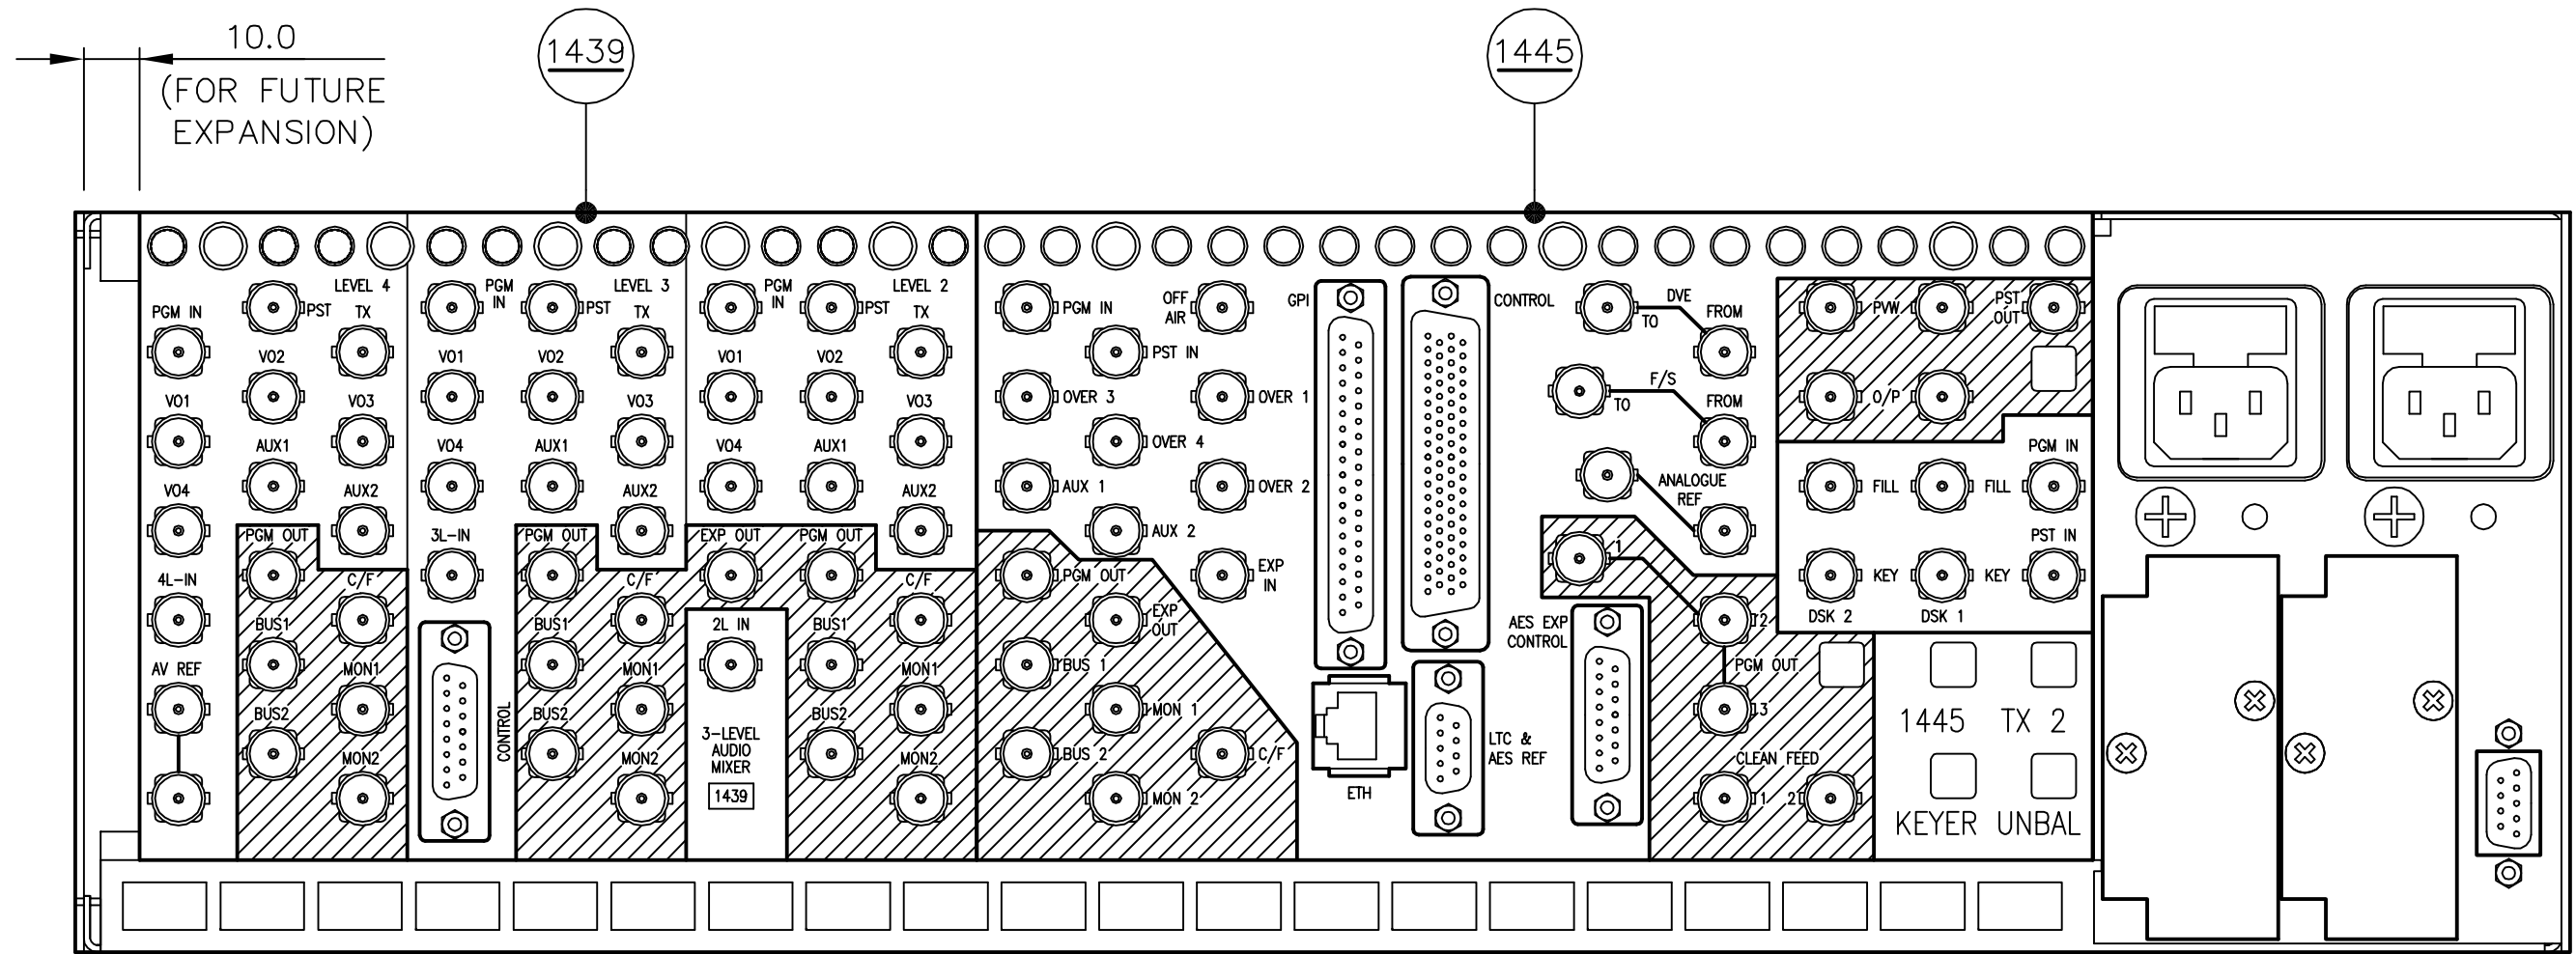 10.0
(FOR FUTURE
EXPANSION)
1439
1445
LEVEL 4
PGM IN
PST
TX
VO2
VO1
VO3
AUX1
VO4
AUX2
PGM OUT
4L-IN
C/F
BUS1
AV REF
MON1
BUS2
MON2
LEVEL 3
PGM
IN
PST
TX
VO1
VO2
VO3
VO4
AUX1
AUX2
3L-IN
PGM OUT
C/F
BUS1
MON1
BUS2
MON2
CONTROL
LEVEL 2
PGM
IN
PST
TX
VO1
VO2
VO3
VO4
AUX1
AUX2
EXP OUT
PGM OUT
C/F
2L IN
BUS1
MON1
BUS2
MON2
3-LEVEL
AUDIO
MIXER
1439
PGM IN
OFF
AIR
PST IN
OVER 3
OVER 1
OVER 4
AUX 1
OVER 2
AUX 2
PGM OUT
EXP
IN
EXP
OUT
BUS 1
MON 1
BUS 2
C/F
MON 2
GPI
CONTROL
ETH
LTC &
AES REF
AES EXP
CONTROL
DVE
TO
FROM
F/S
TO
FROM
ANALOGUE
REF
1
2
PGM OUT
3
CLEAN FEED
1
2
PVW
PST
OUT
O/P
PGM IN
FILL
FILL
PST IN
KEY
KEY
DSK 2
DSK 1
1445 TX 2
KEYER UNBAL